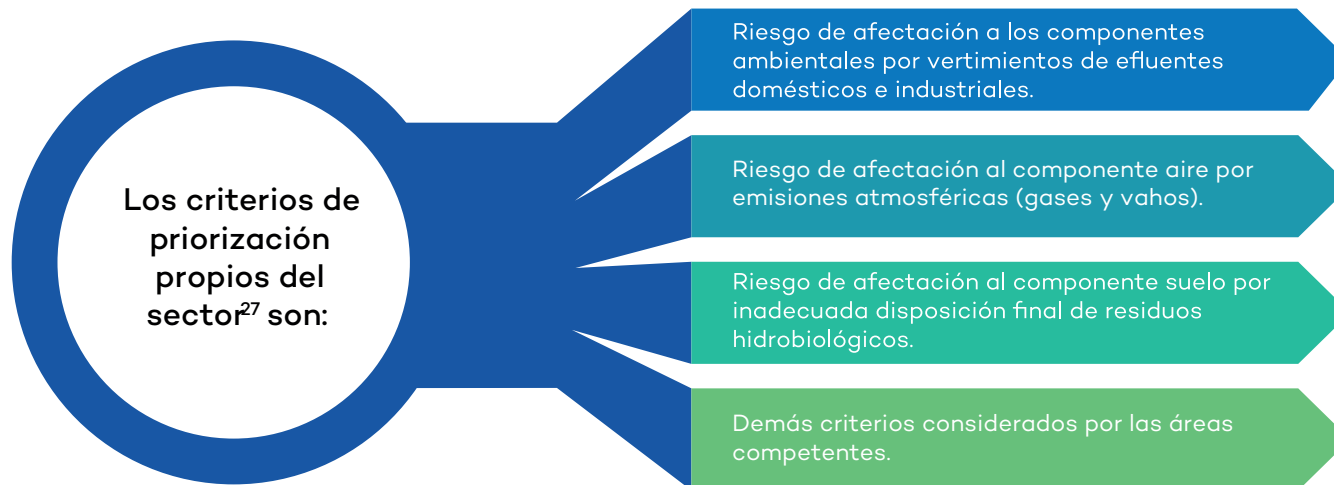 Los criterios de
priorización
propios del
sector27 son:
Riesgo de afectación a los componentes
ambientales por vertimientos de efluentes
domésticos e industriales.
Riesgo de afectación al componente aire por
emisiones atmosféricas (gases y vahos).
Riesgo de afectación al componente suelo por
inadecuada disposición final de residuos
hidrobiológicos.
Demás criterios considerados por las áreas
competentes.